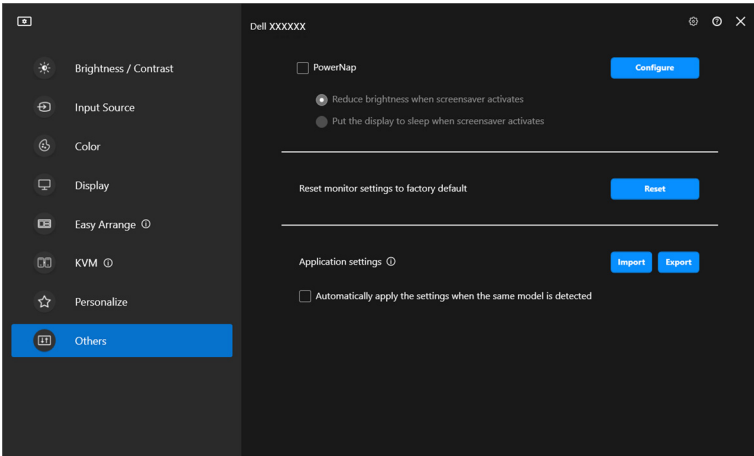 Dell XXXXXX
Brightness / Contrast
Input Source
Color
Display
Easy Arrange
KVM
Personalize
Others
PowerNap
Configure
Reduce brightness when screensaver activates
Put the display to sleep when screensaver activates
Reset monitor settings to factory default
Reset
Application settings
Import
Export
Automatically apply the settings when the same model is detected